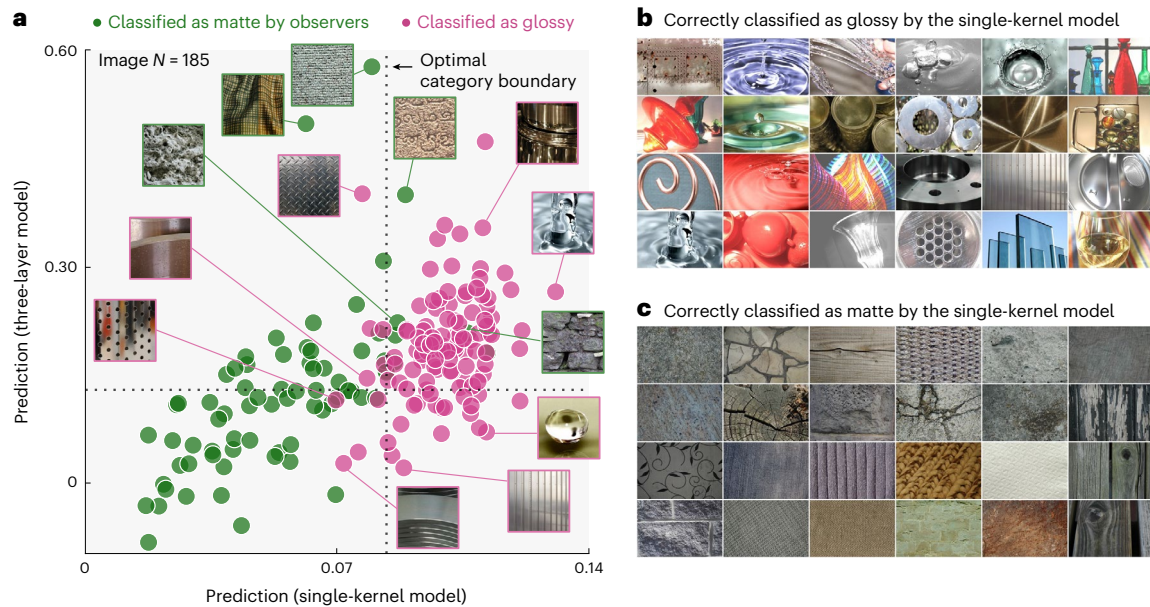 a
Classified as matte by observers
Classified as glossy
0.60
0.30
0
Image N = 185
Optimal
category boundary
Prediction (three-layer model)
0
0.07
0.14
Prediction (single-kernel model)
b Correctly classified as glossy by the single-kernel model
c Correctly classified as matte by the single-kernel model